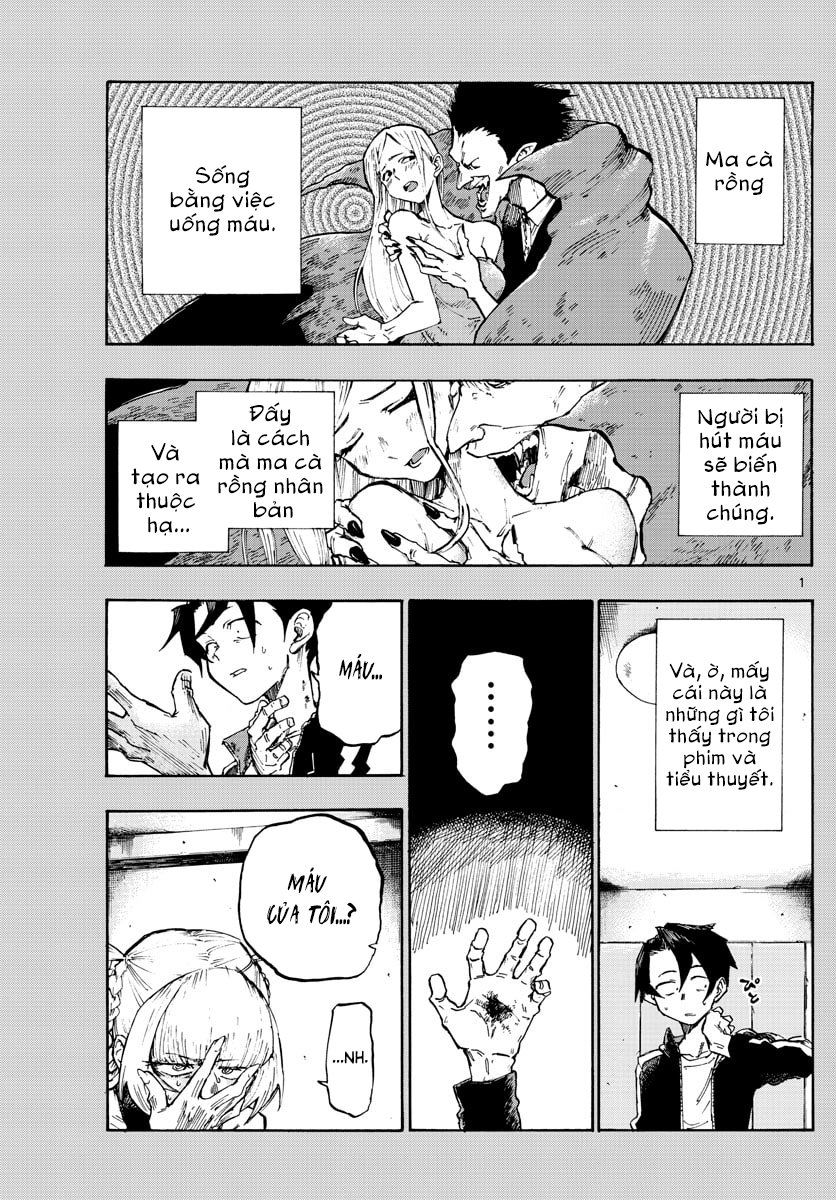 Ma cà
rồng
Sống
bằng việc
uống máu.
Người bị
hút máu
sẽ biến
thành
chúng.
Đấy
là cách
mà ma cà
rồng nhân
bản
Và
tạo ra
thuộc
hạ...
1
Và, ờ, mấy
cái này là
những gì tôi
thấy trong
phim và
tiểu thuyết.
ぴと
......
MÁU...
MÁU
CỦA TÔI...?
...NH.